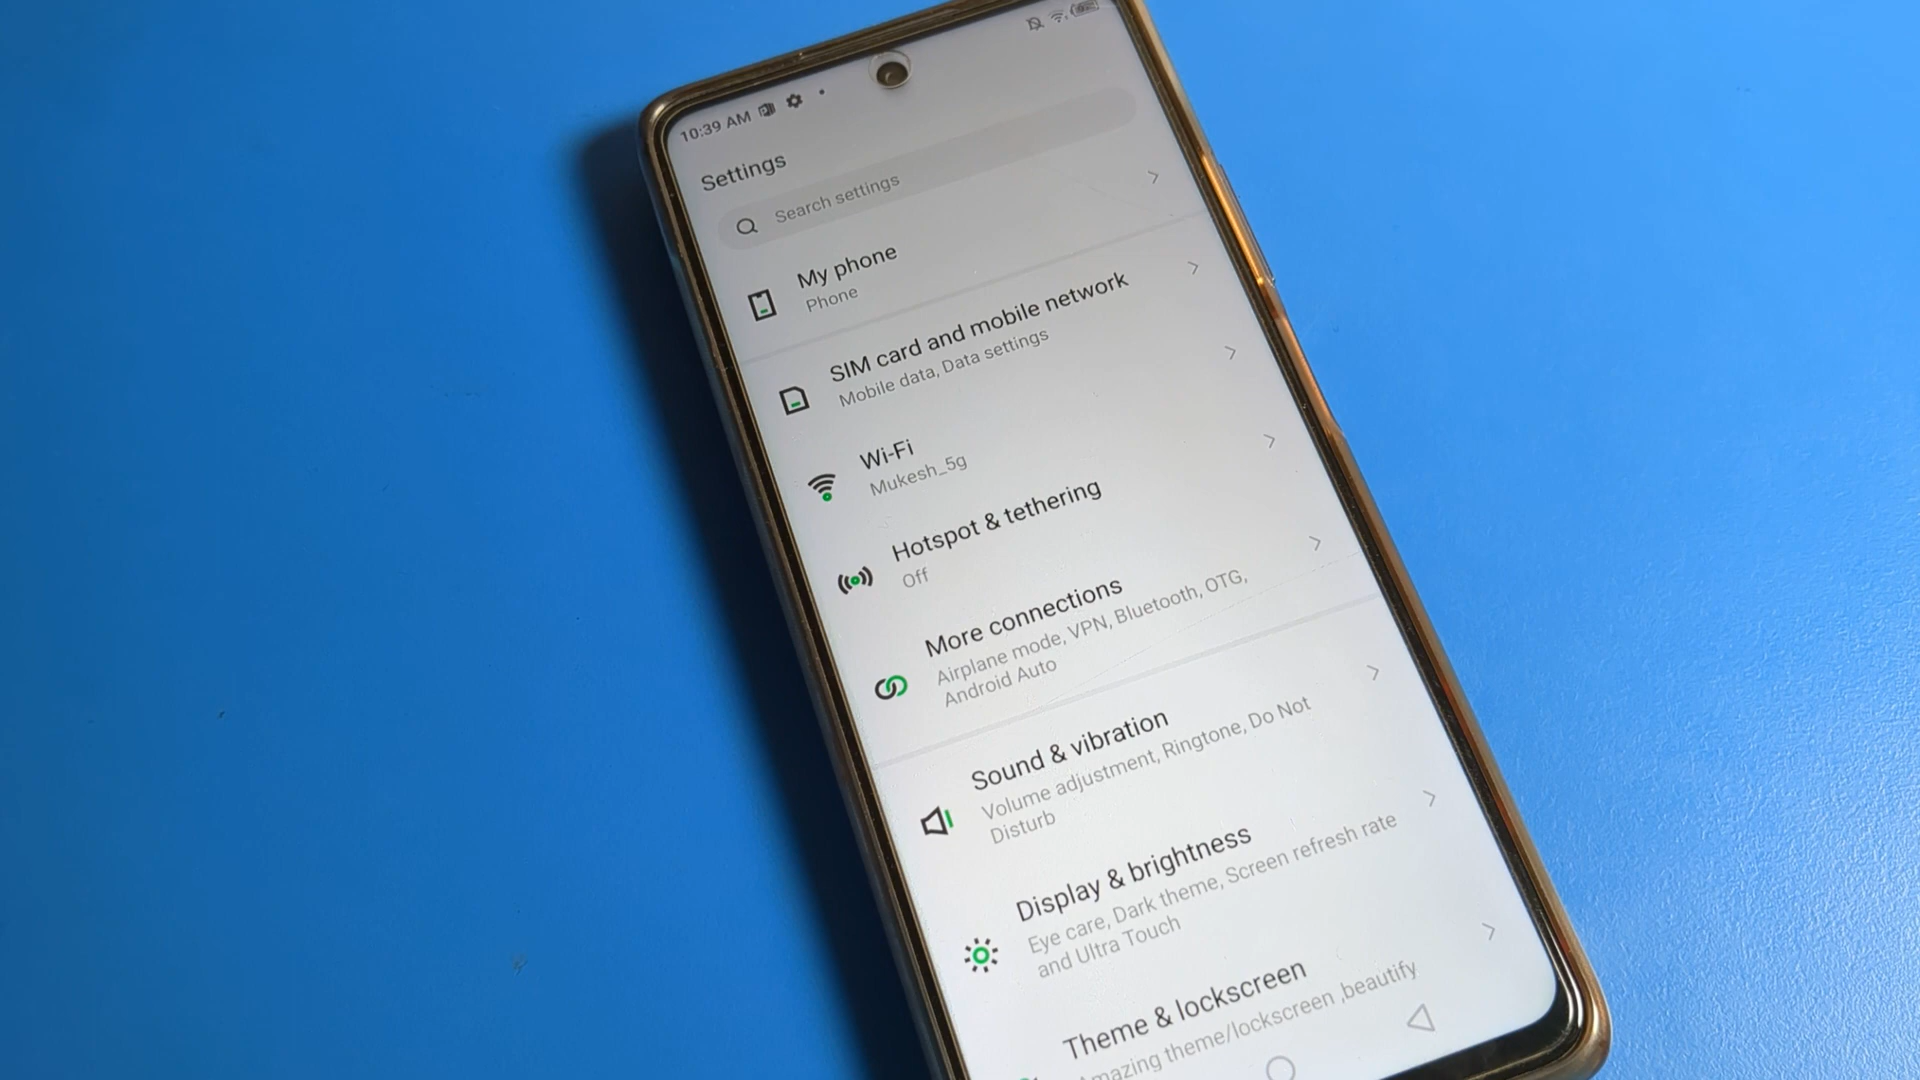 10:39 AM
Settings
Search settings
My phone
Phone
SIM card and mobile network
Mobile data, Data settings
Wi-Fi
Mukesh_5g
Hotspot & tethering
Off
More connections
Airplane mode, VPN, Bluetooth, OTG,
Android Auto
Sound & vibration
Volume adjustment, Ringtone, Do Not
Disturb
Display & brightness
Eye care, Dark theme, Screen refresh rate
and Ultra Touch
Theme & lockscreen
Amazing theme/lockscreen ,beautify